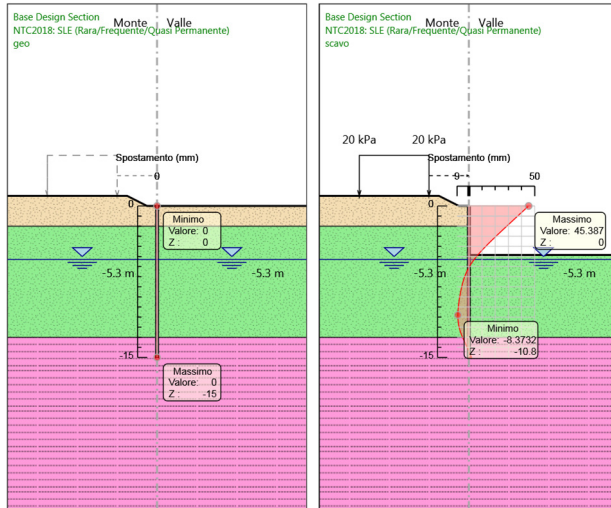 Monte Valle
Base Design Section
NTC2018: SLE (Rara/Frequente/Quasi Permanente)
geo
Spostamento (mm)
0
0
Minimo
Valore: 0
Z : 0
-5.3 m
-5.3 m
-15
Massimo
Valore: 0
Z : -15
Monte Valle
Base Design Section
NTC2018: SLE (Rara/Frequente/Quasi Permanente)
scavo
20 kPa
20 kPa
Spostamento (mm)
9
50
0
Massimo
Valore: 45.387
Z : 0
-5.3 m
-5.3 m
Minimo
Valore: -8.3732
Z : -10.8
-15